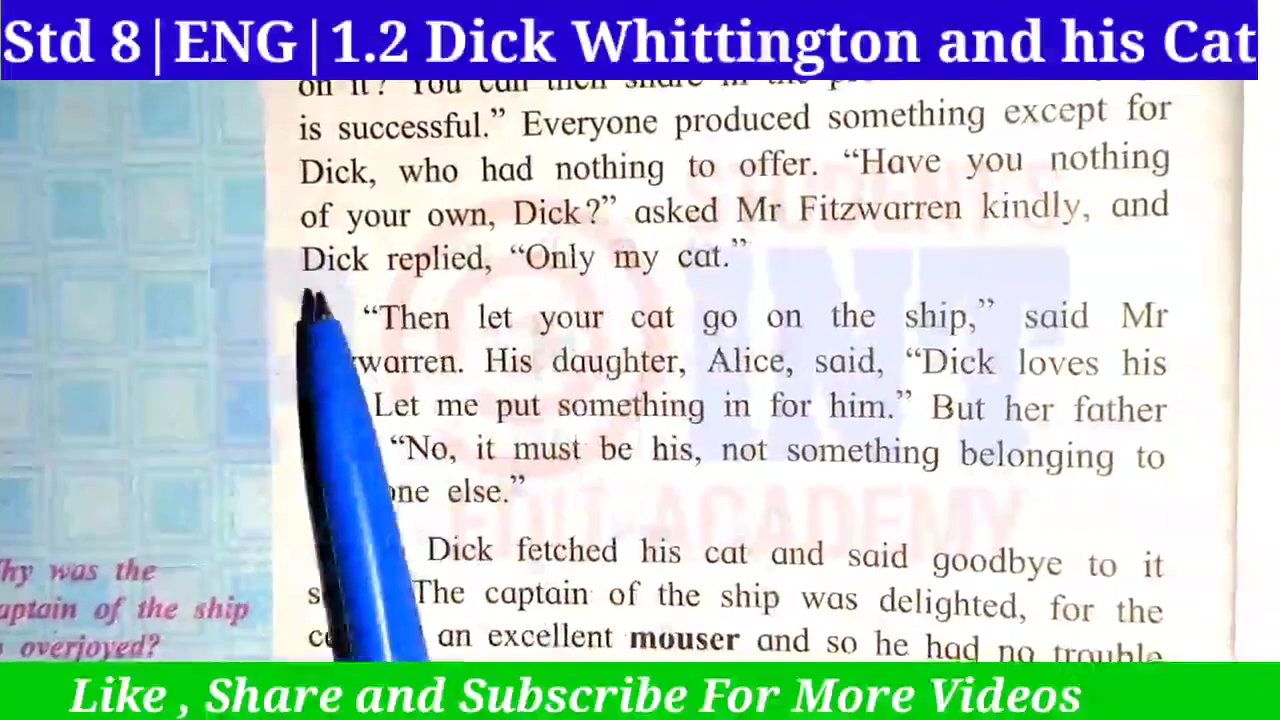 Std 8|ENG|1.2 Dick Whittington and his Cat
on it? You can then share in the
is successful." Everyone produced something except for
Dick, who had nothing to offer. "Have you nothing
of your own, Dick?" asked Mr Fitzwarren kindly, and
Dick replied, "Only my cat."
"Then let your cat go on the ship," said Mr
warren. His daughter, Alice, said, "Dick loves his
Let me put something in for him." But her father
"No, it must be his, not something belonging to
one else."
Dick fetched his cat and said goodbye to it
The captain of the ship was delighted, for the
an excellent mouser and so he had no trouble
hy was the
aptain of the ship
overjoyed?
STUDENTS
POINT
EDU. ACADEMY
Like , Share and Subscribe For More Videos